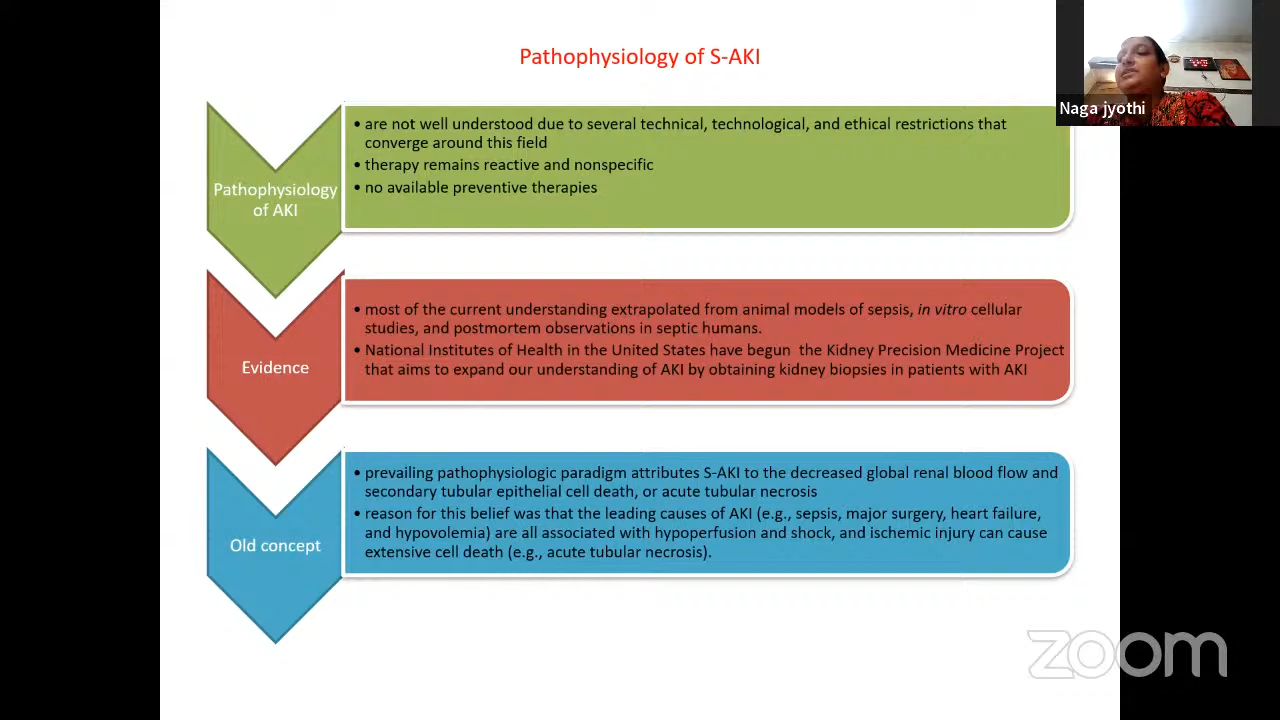 Pathophysiology of S-AKI
Naga jyothi
Pathophysiology
of AKI
• are not well understood due to several technical, technological, and ethical restrictions that
converge around this field
• therapy remains reactive and nonspecific
• no available preventive therapies
Evidence
• most of the current understanding extrapolated from animal models of sepsis, in vitro cellular
studies, and postmortem observations in septic humans.
• National Institutes of Health in the United States have begun the Kidney Precision Medicine Project
that aims to expand our understanding of AKI by obtaining kidney biopsies in patients with AKI
Old concept
• prevailing pathophysiologic paradigm attributes S-AKI to the decreased global renal blood flow and
secondary tubular epithelial cell death, or acute tubular necrosis
• reason for this belief was that the leading causes of AKI (e.g., sepsis, major surgery, heart failure,
and hypovolemia) are all associated with hypoperfusion and shock, and ischemic injury can cause
extensive cell death (e.g., acute tubular necrosis).
zoom